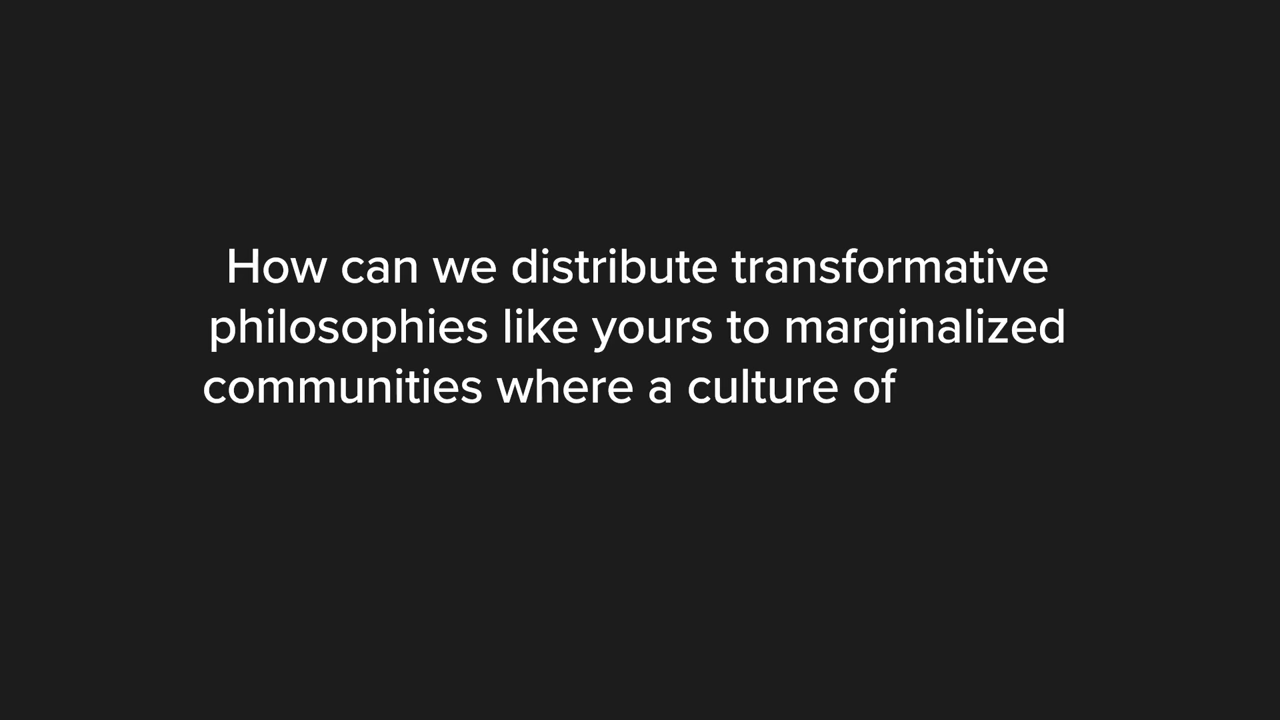 How can we distribute transformative
philosophies like yours to marginalized
communities where a culture of